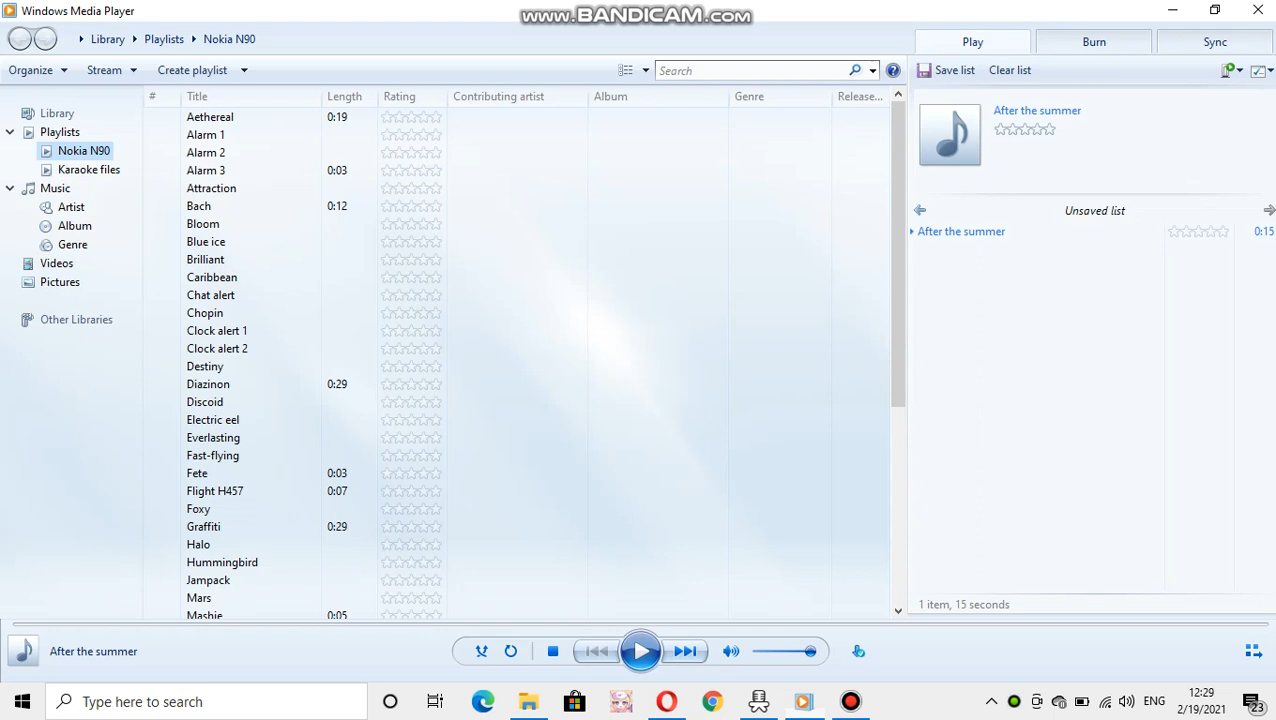 Windows Media Player
www.BANDICAM.com
Library Playlists Nokia N90
Play Burn Sync
Organize Stream Create playlist Search Save list Clear list
# Title Length Rating Contributing artist Album Genre Release...
Library
Playlists
Nokia N90
Karaoke files
Music
Artist
Album
Genre
Videos
Pictures
Other Libraries
Aethereal 0:19
Alarm 1
Alarm 2
Alarm 3 0:03
Attraction
Bach 0:12
Bloom
Blue ice
Brilliant
Caribbean
Chat alert
Chopin
Clock alert 1
Clock alert 2
Destiny
Diazinon 0:29
Discoid
Electric eel
Everlasting
Fast-flying
Fete 0:03
Flight H457 0:07
Foxy
Graffiti 0:29
Halo
Hummingbird
Jampack
Mars
Mashie 0:05
After the summer
Unsaved list
After the summer 0:15
1 item, 15 seconds
After the summer
Type here to search
ENG
12:29
2/19/2021
23